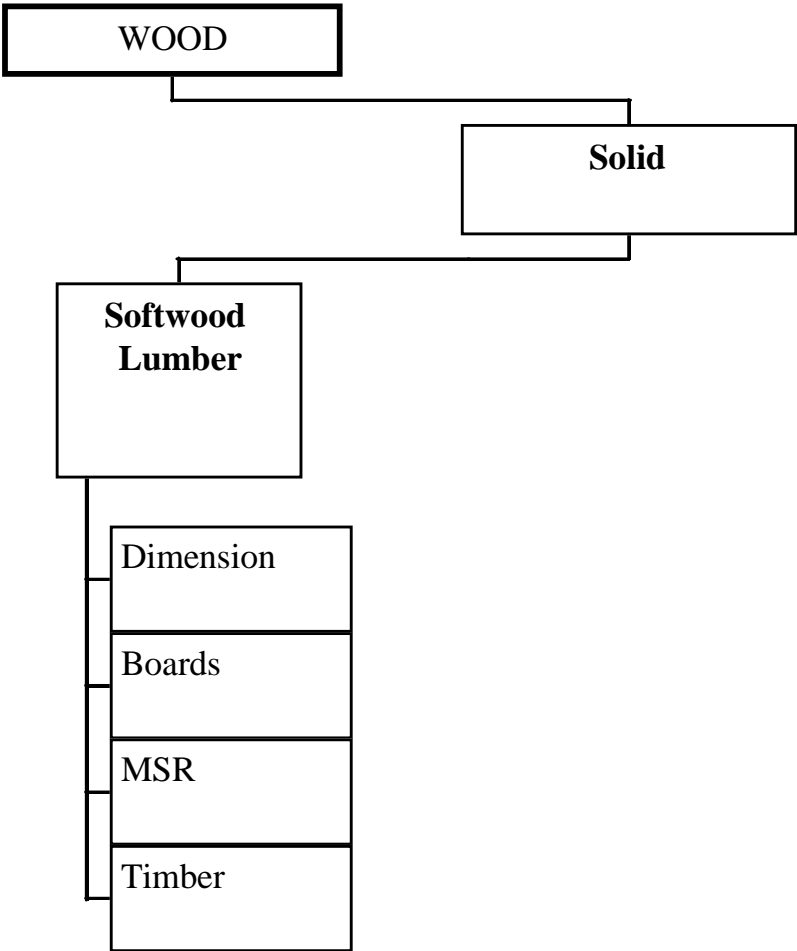 WOOD
Solid
Softwood
Lumber
Dimension
Boards
MSR
Timber